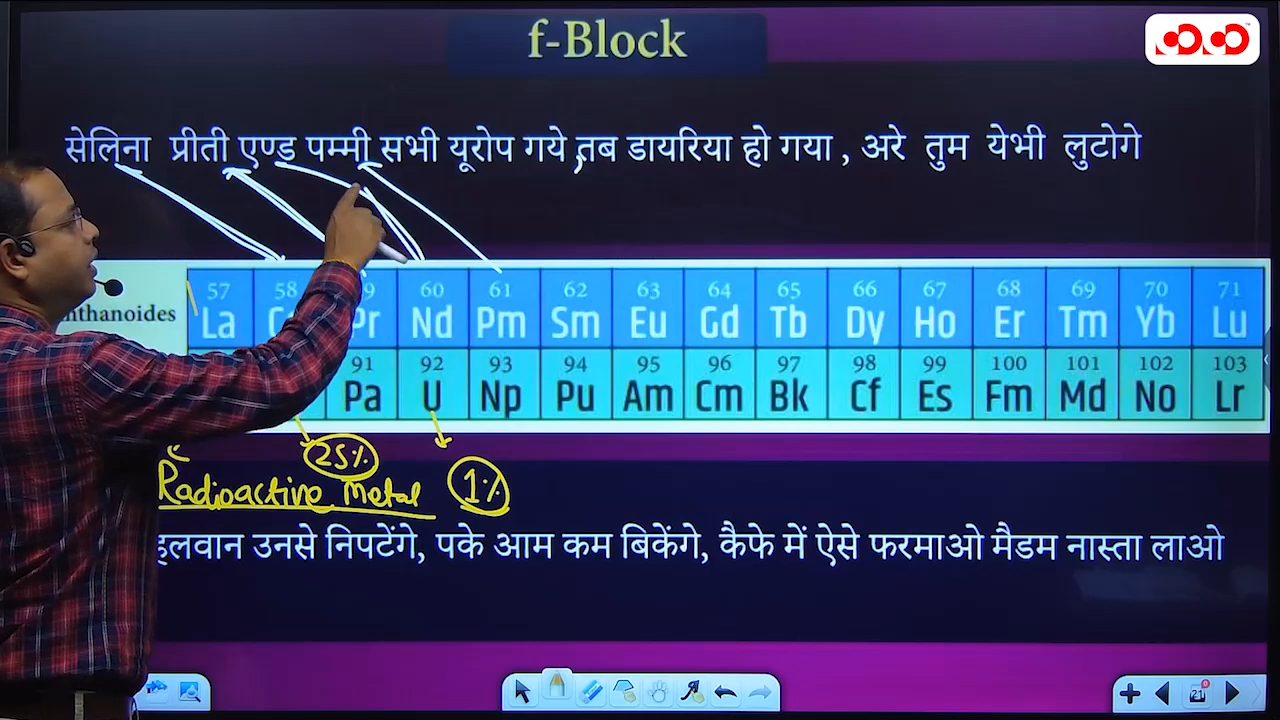 f-Block
सेलिना प्रीती एण्ड पम्मी सभी यूरोप गये, तब डायरिया हो गया , अरे तुम येभी लुटोगे
57 58 60 61 62 63 64 65 66 67 68 69 70 71
La Pr Nd Pm Sm Eu Gd Tb Dy Ho Er Tm Yb Lu
91 92 93 94 95 96 97 98 99 100 101 102 103
Pa U Np Pu Am Cm Bk Cf Es Fm Md No Lr
25%
Radioactive Metal 1%
उनसे निपटेंगे, पके आम कम बिकेंगे, कैफे में ऐसे फरमाओ मैडम नास्ता लाओ
21